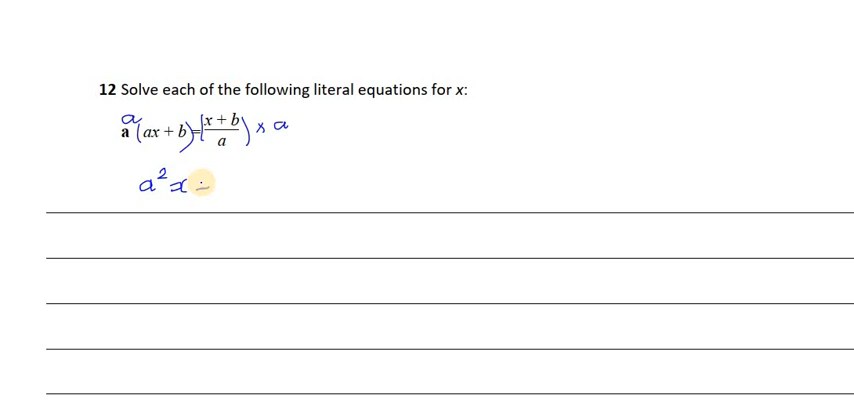 12 Solve each of the following literal equations for x:
a a (ax + b) = (x + b / a) × a
a²x